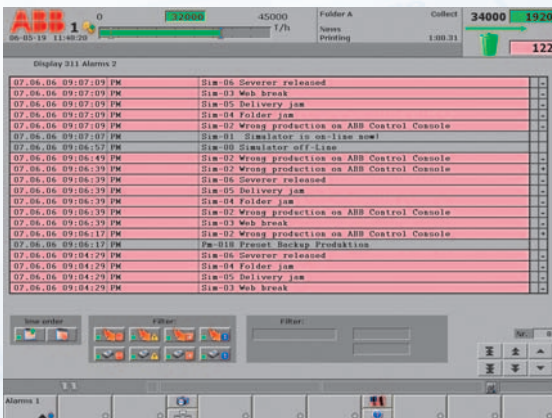 ABB 1
06-05-19 11:48:20
0 32000 45000
T/h
Folder A Collect
News
Printing 1:08.31
34000 1920
122
Display 311 Alarms 2
07.06.06 09:07:09 PM Sim-06 Severer released -
07.06.06 09:07:09 PM Sim-03 Web break -
07.06.06 09:07:09 PM Sim-05 Delivery jam -
07.06.06 09:07:09 PM Sim-04 Folder jam -
07.06.06 09:07:09 PM Sim-02 Wrong production on ABB Control Console -
07.06.06 09:07:07 PM Sim-01 Simulator is on-line now!
07.06.06 09:06:57 PM Sim-00 Simulator off-Line
07.06.06 09:06:49 PM Sim-02 Wrong production on ABB Control Console -
07.06.06 09:06:39 PM Sim-02 Wrong production on ABB Control Console +
07.06.06 09:06:39 PM Sim-06 Severer released -
07.06.06 09:06:39 PM Sim-05 Delivery jam -
07.06.06 09:06:39 PM Sim-04 Folder jam -
07.06.06 09:06:39 PM Sim-02 Wrong production on ABB Control Console -
07.06.06 09:06:39 PM Sim-03 Web break -
07.06.06 09:06:17 PM Sim-02 Wrong production on ABB Control Console +
07.06.06 09:06:17 PM Pm-010 Preset Backup Produktion
07.06.06 09:04:29 PM Sim-06 Severer released -
07.06.06 09:04:29 PM Sim-04 Folder jam -
07.06.06 09:04:29 PM Sim-05 Delivery jam -
07.06.06 09:04:29 PM Sim-03 Web break -
Time order
Filter:
Filter:
Nr. 8
Alarms 1